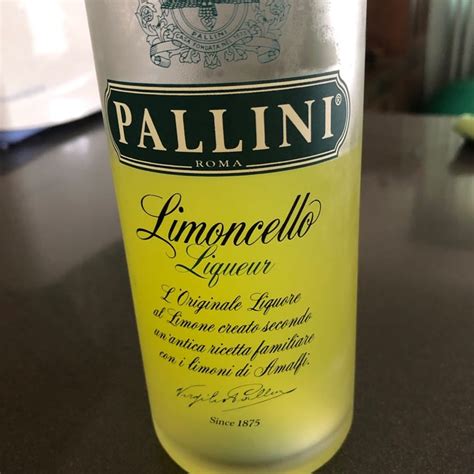 PALLINI
PALLINI®
ROMA
Limoncello
Liqueur
L'Originale Liquore
al Limone creato secondo
un'antica ricetta familiare
con i limoni di Amalfi.
Since 1875